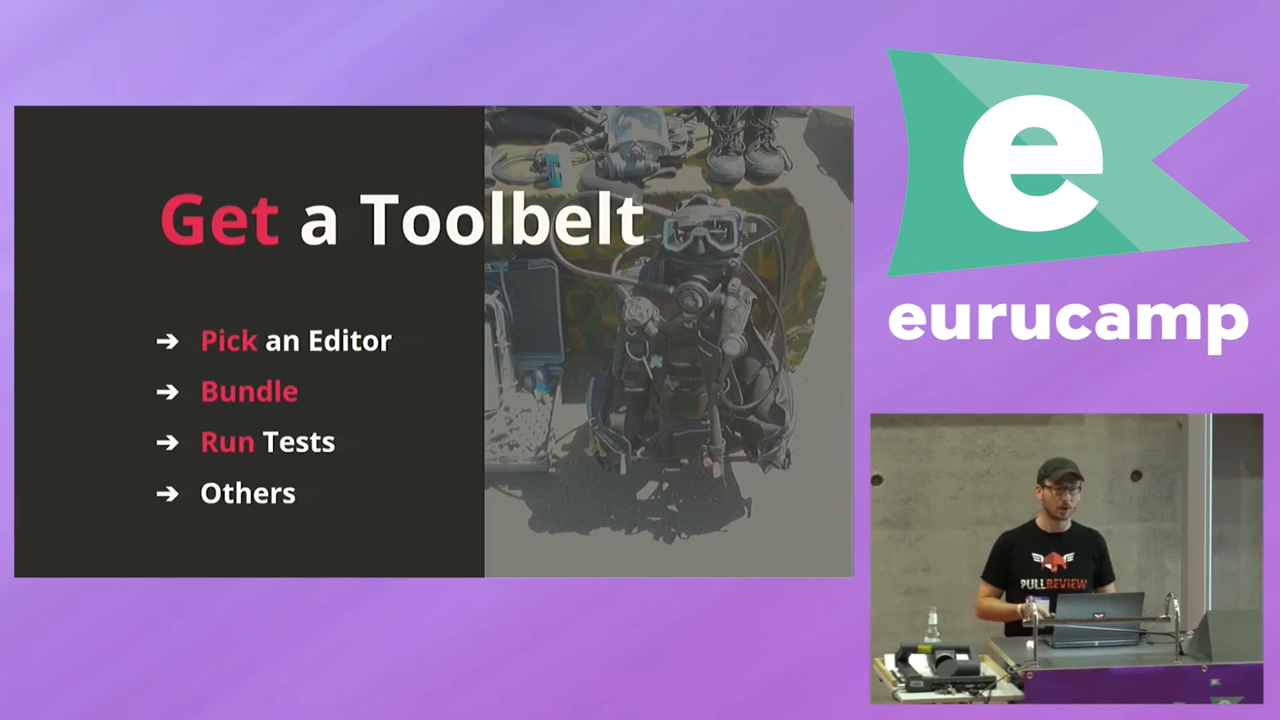 Get a Toolbelt
➔ Pick an Editor
➔ Bundle
➔ Run Tests
➔ Others
e
eurucamp
PULLREVIEW